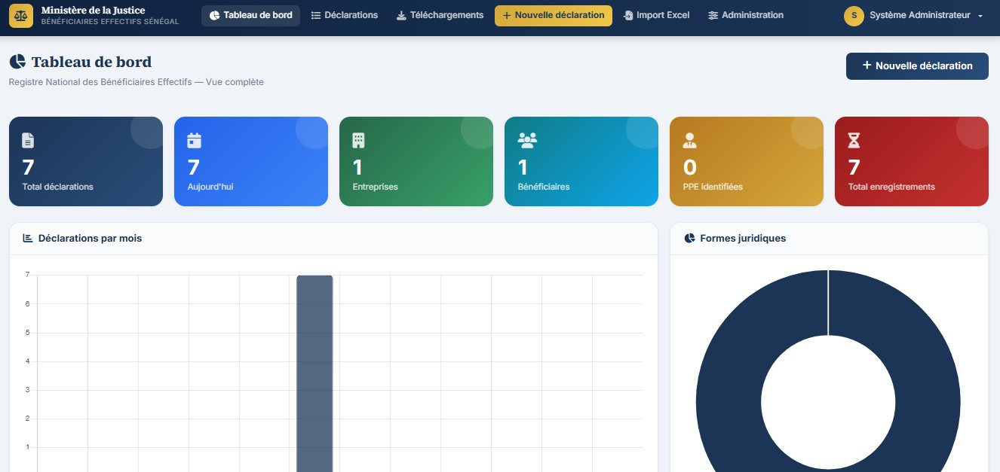 Ministère de la Justice
BÉNÉFICIAIRES EFFECTIFS SÉNÉGAL
Tableau de bord
Déclarations
Téléchargements
+ Nouvelle déclaration
Import Excel
Administration
S
Système Administrateur
Tableau de bord
Registre National des Bénéficiaires Effectifs — Vue complète
+ Nouvelle déclaration
7
Total déclarations
7
Aujourd'hui
1
Entreprises
1
Bénéficiaires
0
PPE identifiées
7
Total enregistrements
Déclarations par mois
7
6
5
4
3
2
1
Formes juridiques